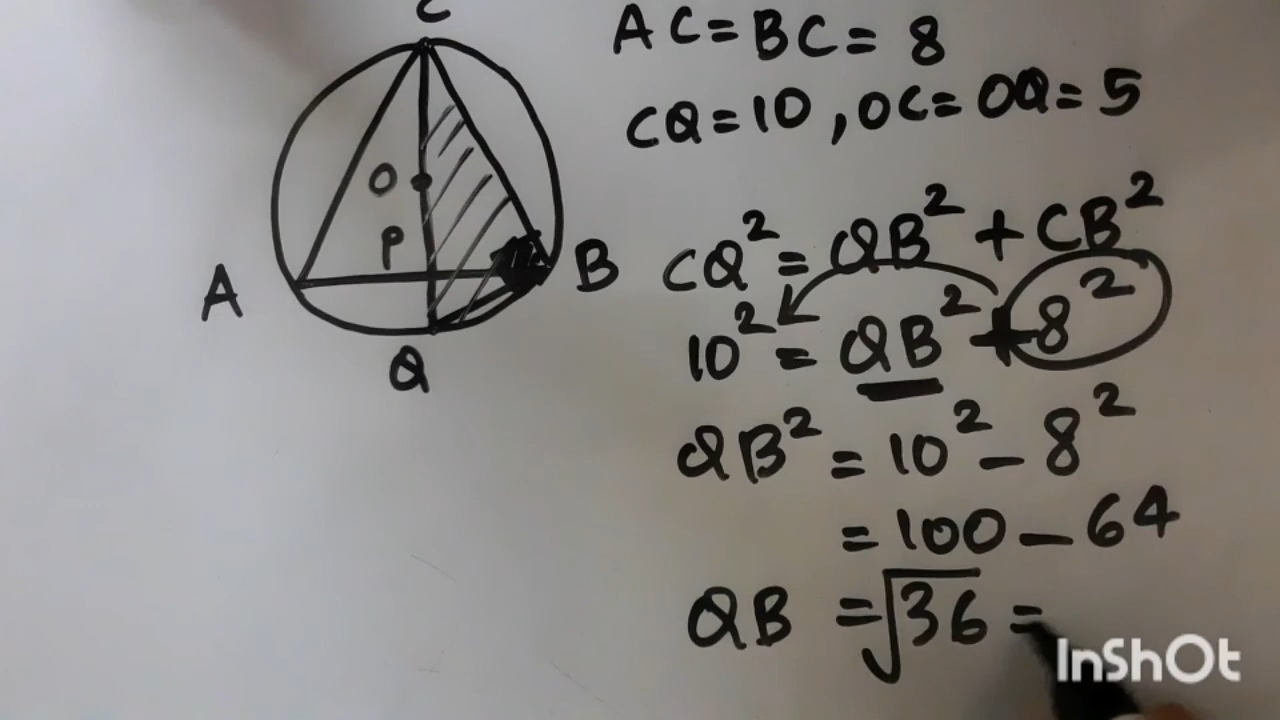 C
O
P
A
B
Q
AC = BC = 8
CQ = 10, OC = OQ = 5
CQ² = QB² + CB²
10² = QB² + 8²
QB² = 10² - 8²
= 100 - 64
QB = √36 =
InShOt